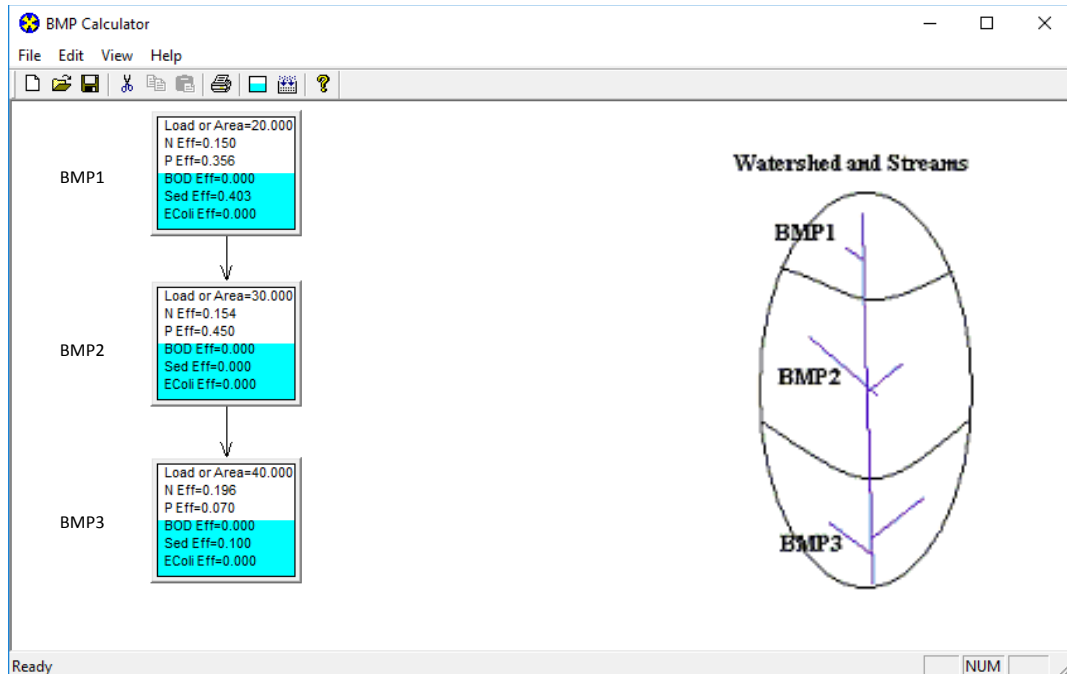 BMP Calculator
File Edit View Help
BMP1
Load or Area=20.000
N Eff=0.150
P Eff=0.356
BOD Eff=0.000
Sed Eff=0.403
EColi Eff=0.000
BMP2
Load or Area=30.000
N Eff=0.154
P Eff=0.450
BOD Eff=0.000
Sed Eff=0.000
EColi Eff=0.000
BMP3
Load or Area=40.000
N Eff=0.196
P Eff=0.070
BOD Eff=0.000
Sed Eff=0.100
EColi Eff=0.000
Watershed and Streams
BMP1
BMP2
BMP3
Ready
NUM